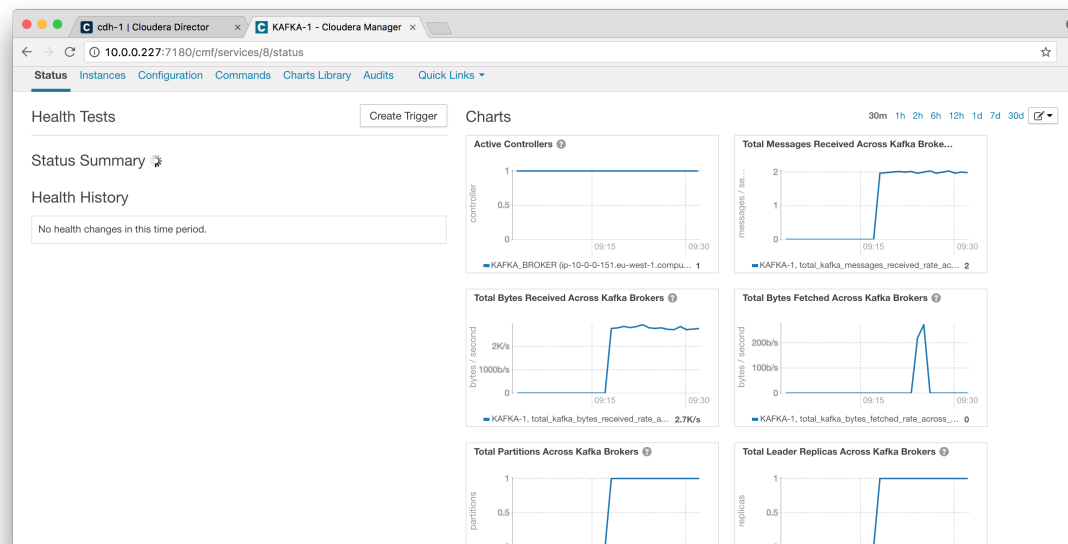 cdh-1 | Cloudera Director
KAFKA-1 - Cloudera Manager
10.0.0.227:7180/cmf/services/8/status
Status Instances Configuration Commands Charts Library Audits Quick Links
Health Tests
Create Trigger
Status Summary
Health History
No health changes in this time period.
Charts
30m 1h 2h 6h 12h 1d 7d 30d
Active Controllers
controller
1
0.5
0
09:15
09:30
KAFKA_BROKER (ip-10-0-0-151.eu-west-1.compu... 1
Total Messages Received Across Kafka Broke...
messages / se...
2
1
0
09:15
09:30
KAFKA-1, total_kafka_messages_received_rate_ac... 2
Total Bytes Received Across Kafka Brokers
bytes / second
2K/s
1000b/s
0
09:15
09:30
KAFKA-1, total_kafka_bytes_received_rate_a... 2.7K/s
Total Bytes Fetched Across Kafka Brokers
bytes / second
200b/s
100b/s
0
09:15
09:30
KAFKA-1, total_kafka_bytes_fetched_rate_across_... 0
Total Partitions Across Kafka Brokers
partitions
1
0.5
Total Leader Replicas Across Kafka Brokers
replicas
1
0.5